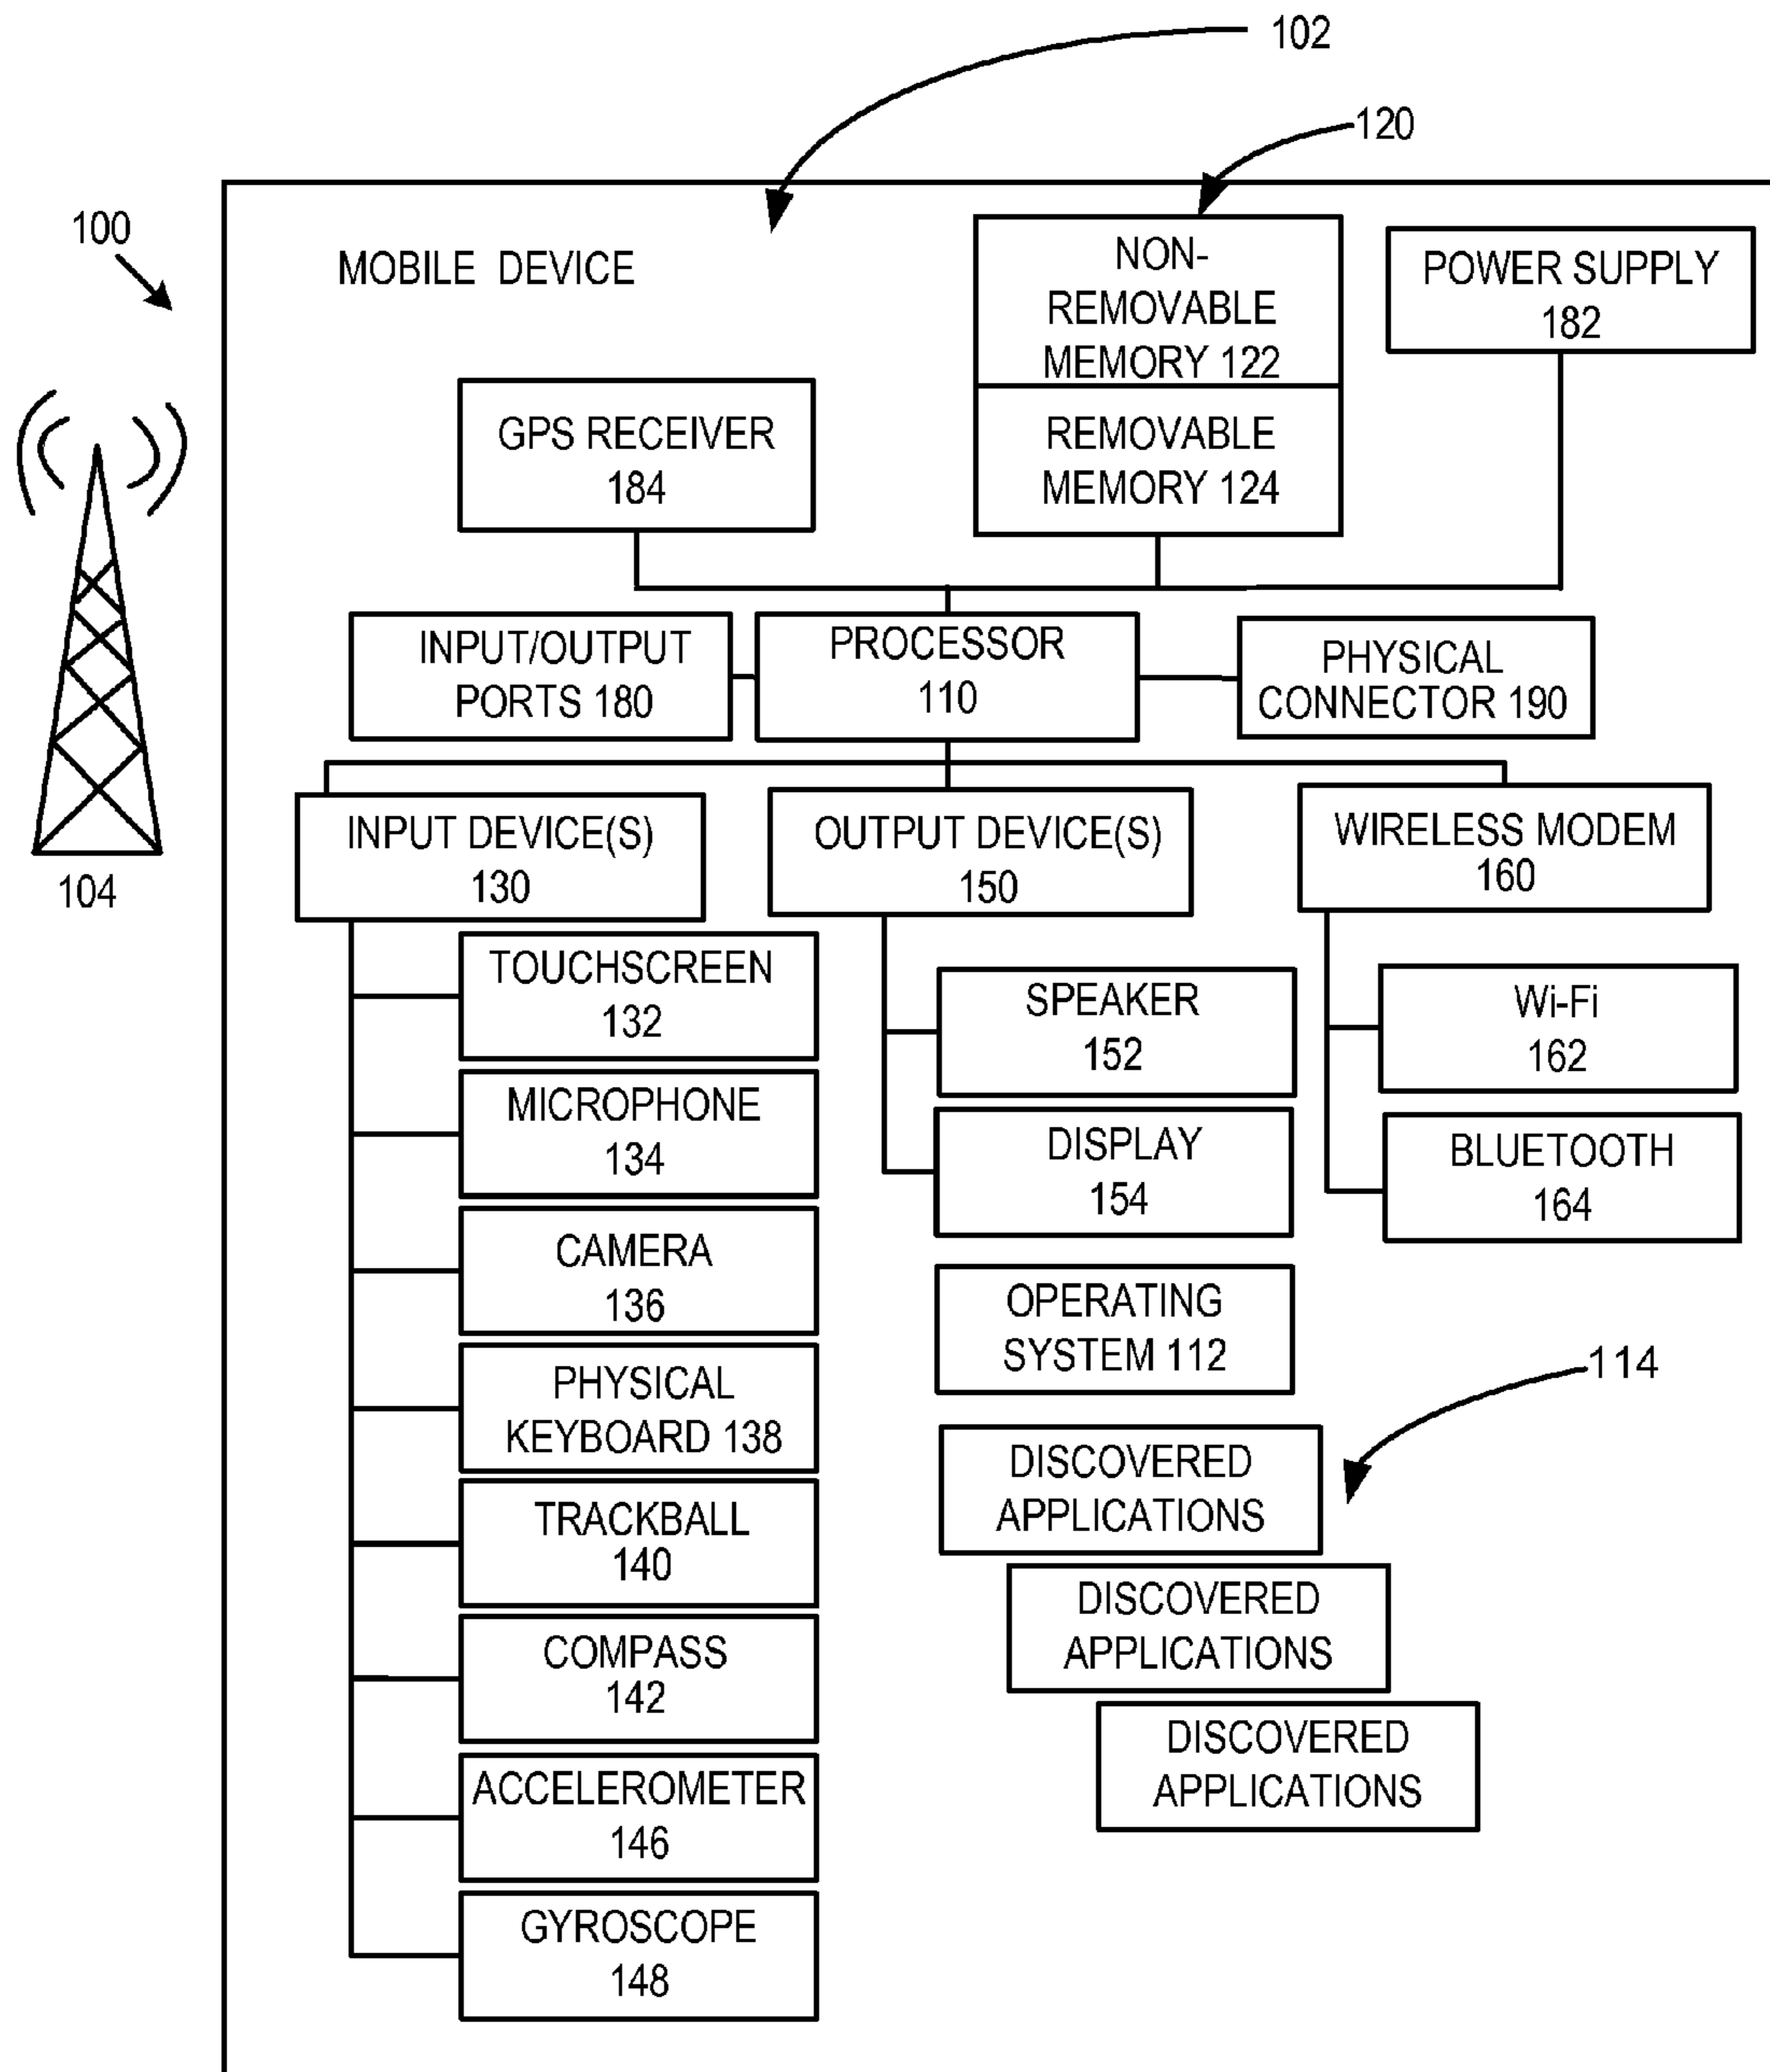 102
120
100
MOBILE DEVICE
NON-
REMOVABLE
MEMORY 122
POWER SUPPLY
182
GPS RECEIVER
184
REMOVABLE
MEMORY 124
INPUT/OUTPUT
PORTS 180
PROCESSOR
110
PHYSICAL
CONNECTOR 190
INPUT DEVICE(S)
130
OUTPUT DEVICE(S)
150
WIRELESS MODEM
160
104
TOUCHSCREEN
132
SPEAKER
152
Wi-Fi
162
MICROPHONE
134
DISPLAY
154
BLUETOOTH
164
CAMERA
136
OPERATING
SYSTEM 112
114
PHYSICAL
KEYBOARD 138
DISCOVERED
APPLICATIONS
TRACKBALL
140
DISCOVERED
APPLICATIONS
COMPASS
142
DISCOVERED
APPLICATIONS
ACCELEROMETER
146
GYROSCOPE
148